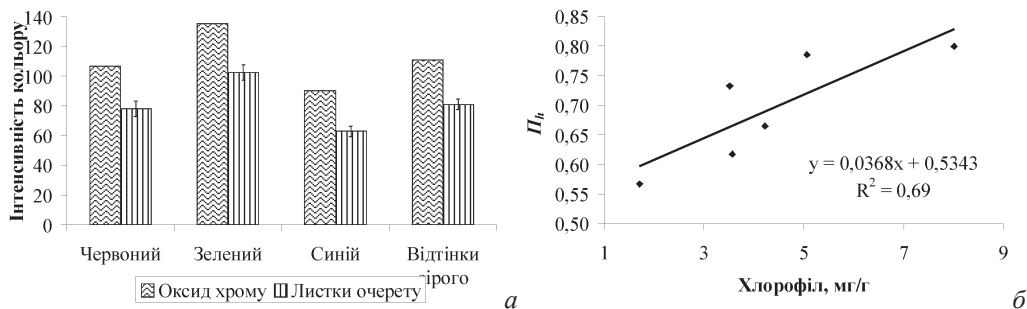 Інтенсивність кольору
140
120
100
80
60
40
20
0
Червоний
Зелений
Синій
Відтінки
сірого
Оксид хрому
Листки очерету
а
Пh
0,85
0,80
0,75
0,70
0,65
0,60
0,55
0,50
y = 0,0368x + 0,5343
R² = 0,69
1
3
5
7
9
Хлорофіл, мг/г
б